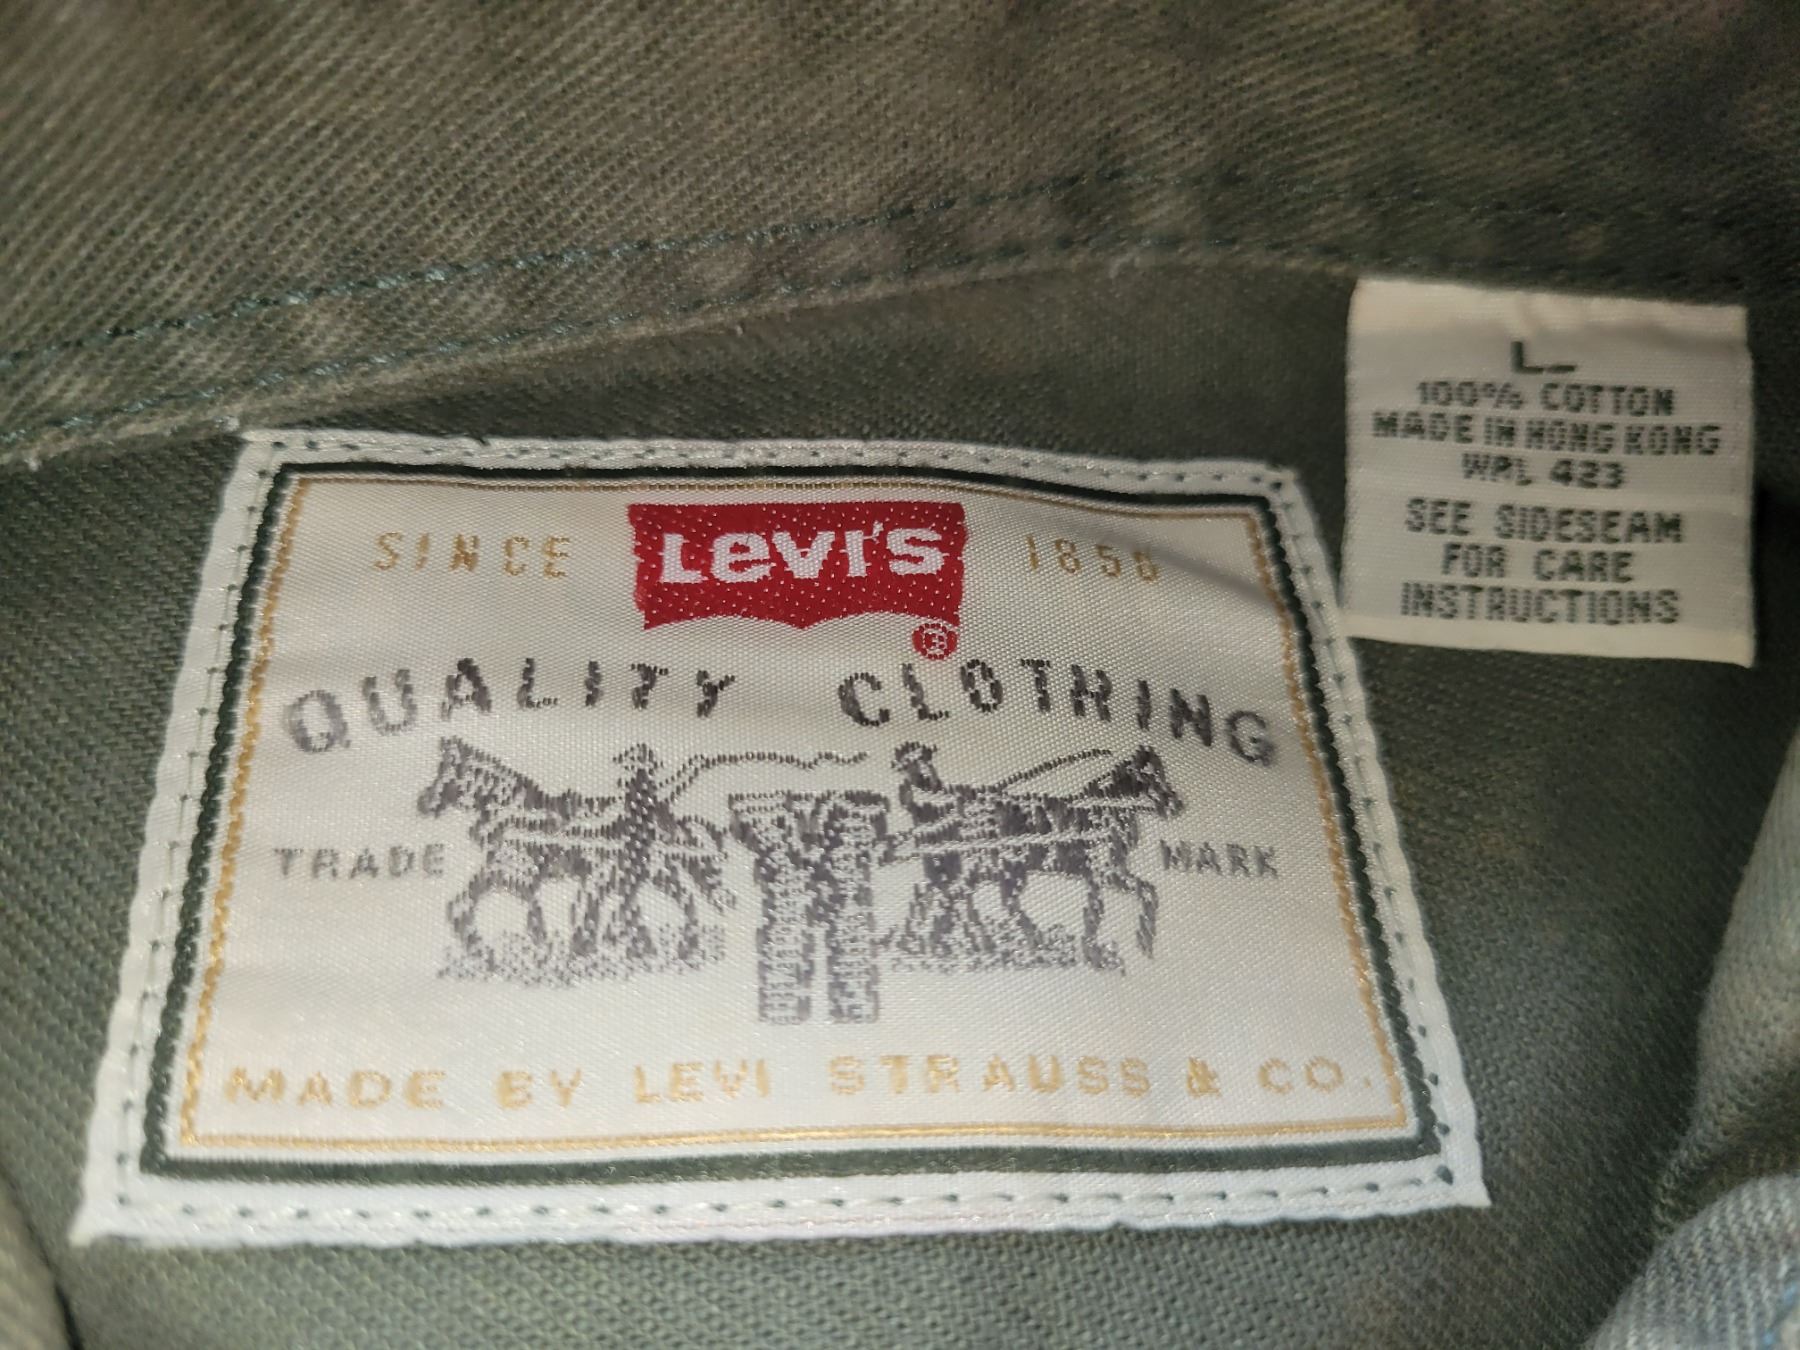 SINCE Levi's 1850
®
QUALITY CLOTHING
TRADE MARK
MADE BY LEVI STRAUSS & CO.
L
100% COTTON
MADE IN HONG KONG
WPL 423
SEE SIDESEAM
FOR CARE
INSTRUCTIONS